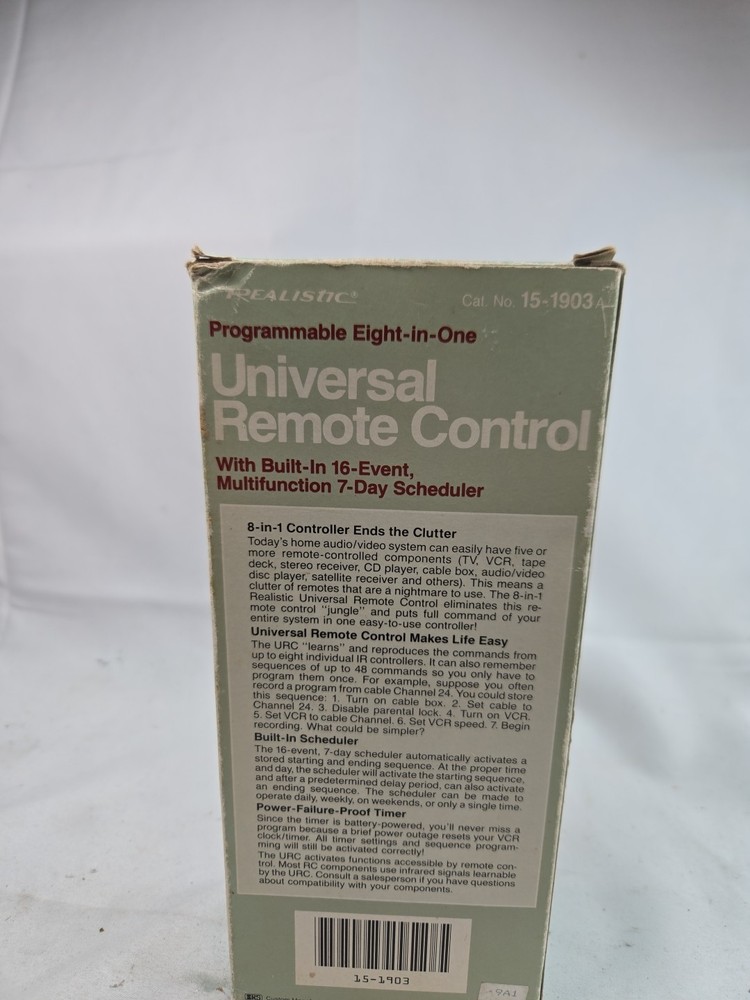 REALISTIC®
Cat. No. 15-1903A
Programmable Eight-in-One
Universal
Remote Control
With Built-In 16-Event,
Multifunction 7-Day Scheduler
8-in-1 Controller Ends the Clutter
Today's home audio/video system can easily have five or
more remote-controlled components (TV, VCR, tape
deck, stereo receiver, CD player, cable box, audio/video
disc player, satellite receiver and others). This means a
clutter of remotes that are a nightmare to use. The 8-in-1
Realistic Universal Remote Control eliminates this re-
mote control "jungle" and puts full command of your
entire system in one easy-to-use controller!
Universal Remote Control Makes Life Easy
The URC "learns" and reproduces the commands from
up to eight individual IR controllers. It can also remember
sequences of up to 48 commands so you only have to
program them once. For example, suppose you often
record a program from cable Channel 24. You could store
this sequence: 1. Turn on cable box. 2. Set cable to
Channel 24. 3. Disable parental lock. 4. Turn on VCR.
5. Set VCR to cable Channel. 6. Set VCR speed. 7. Begin
recording. What could be simpler?
Built-In Scheduler
The 16-event, 7-day scheduler automatically activates a
stored starting and ending sequence. At the proper time
and day, the scheduler will activate the starting sequence,
and after a predetermined delay period, can also activate
an ending sequence. The scheduler can be made to
operate daily, weekly, on weekends, or only a single time.
Power-Failure-Proof Timer
Since the timer is battery-powered, you'll never miss a
program because a brief power outage resets your VCR
clock/timer. All timer settings and sequence program-
ming will still be activated correctly!
The URC activates functions accessible by remote con-
trol. Most RC components use infrared signals learnable
by the URC. Consult a salesperson if you have questions
about compatibility with your components.
15-1903
9A1